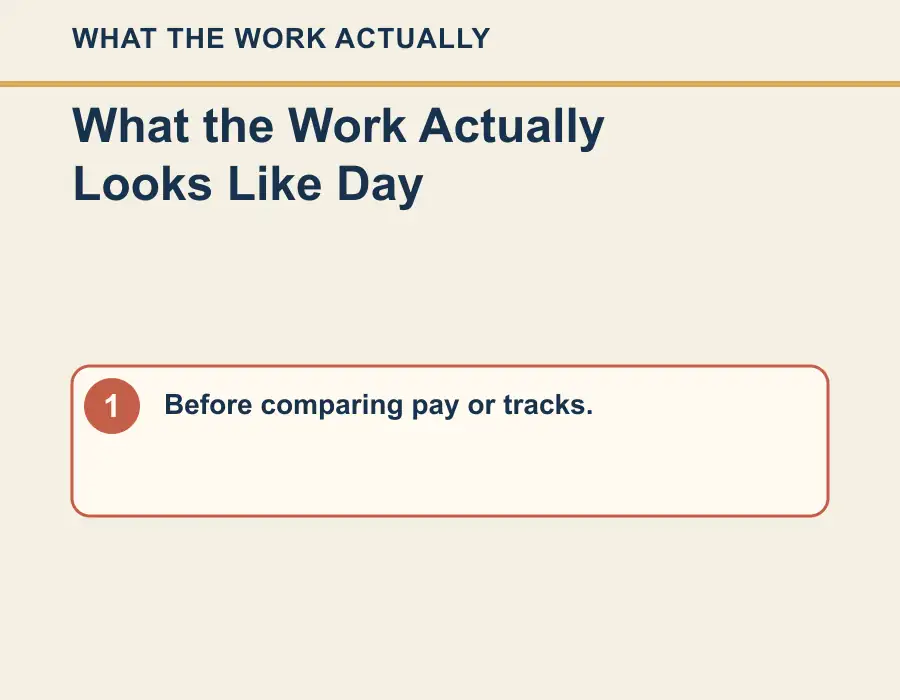 WHAT THE WORK ACTUALLY
What the Work Actually
Looks Like Day
1 Before comparing pay or tracks.